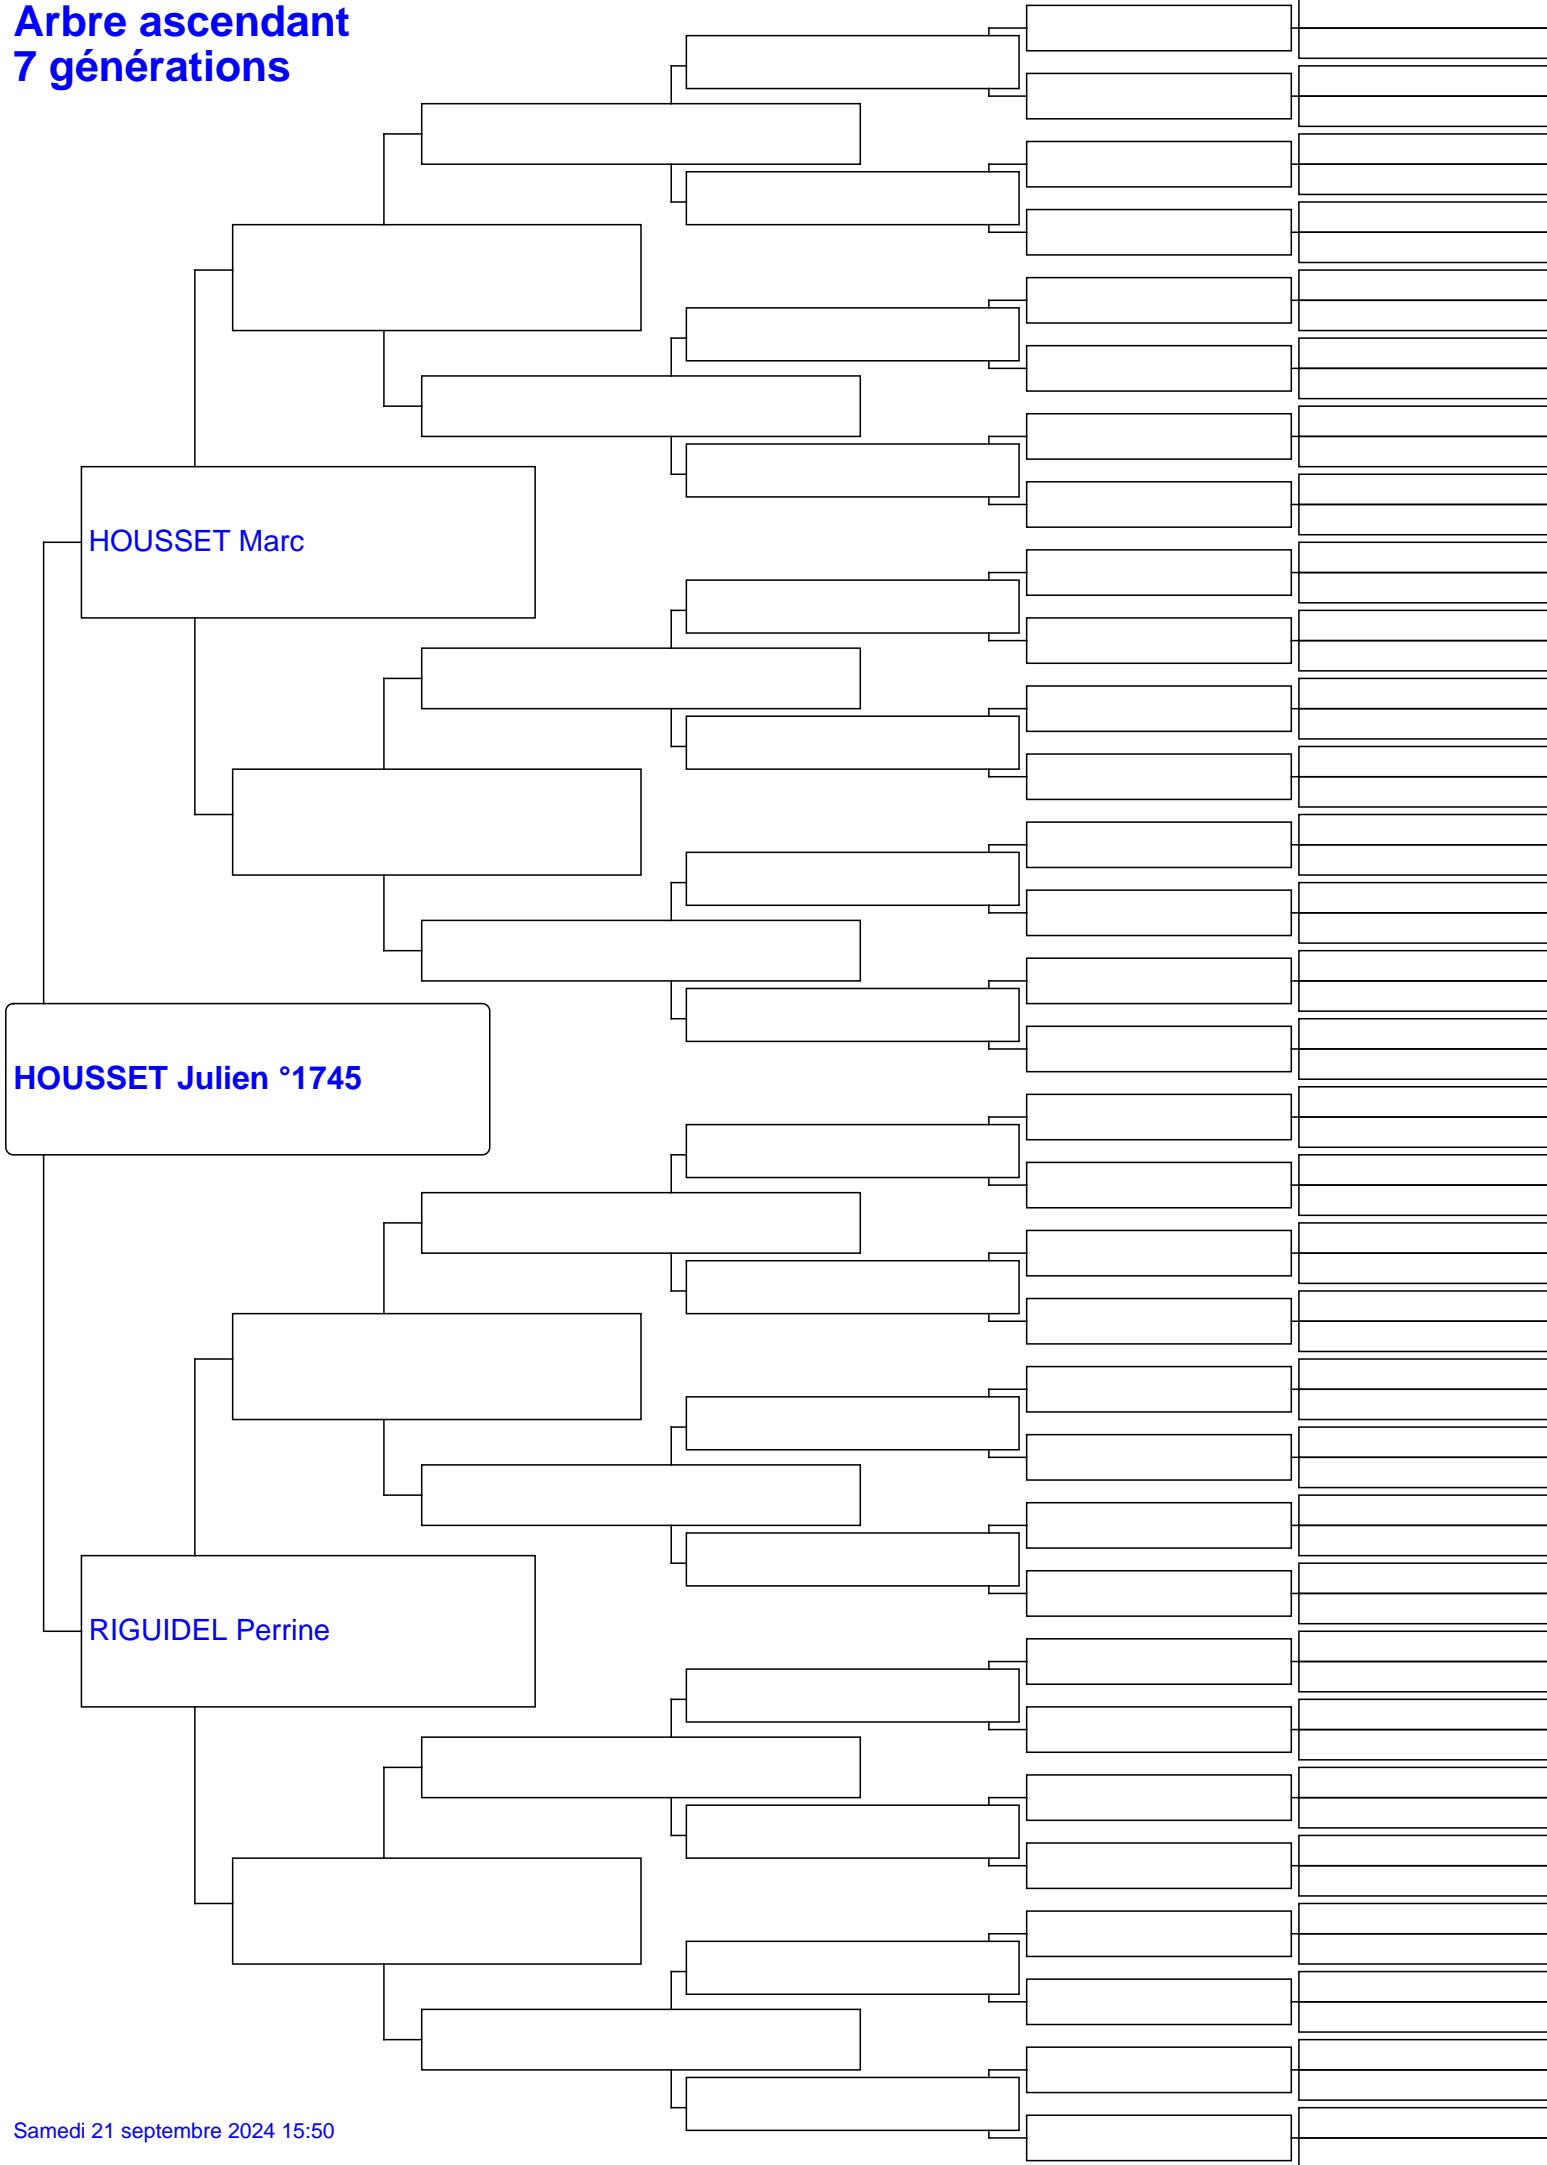 Arbre ascendant
7 générations
HOUSSET Marc
HOUSSET Julien °1745
RIGUIDEL Perrine
Samedi 21 septembre 2024 15:50